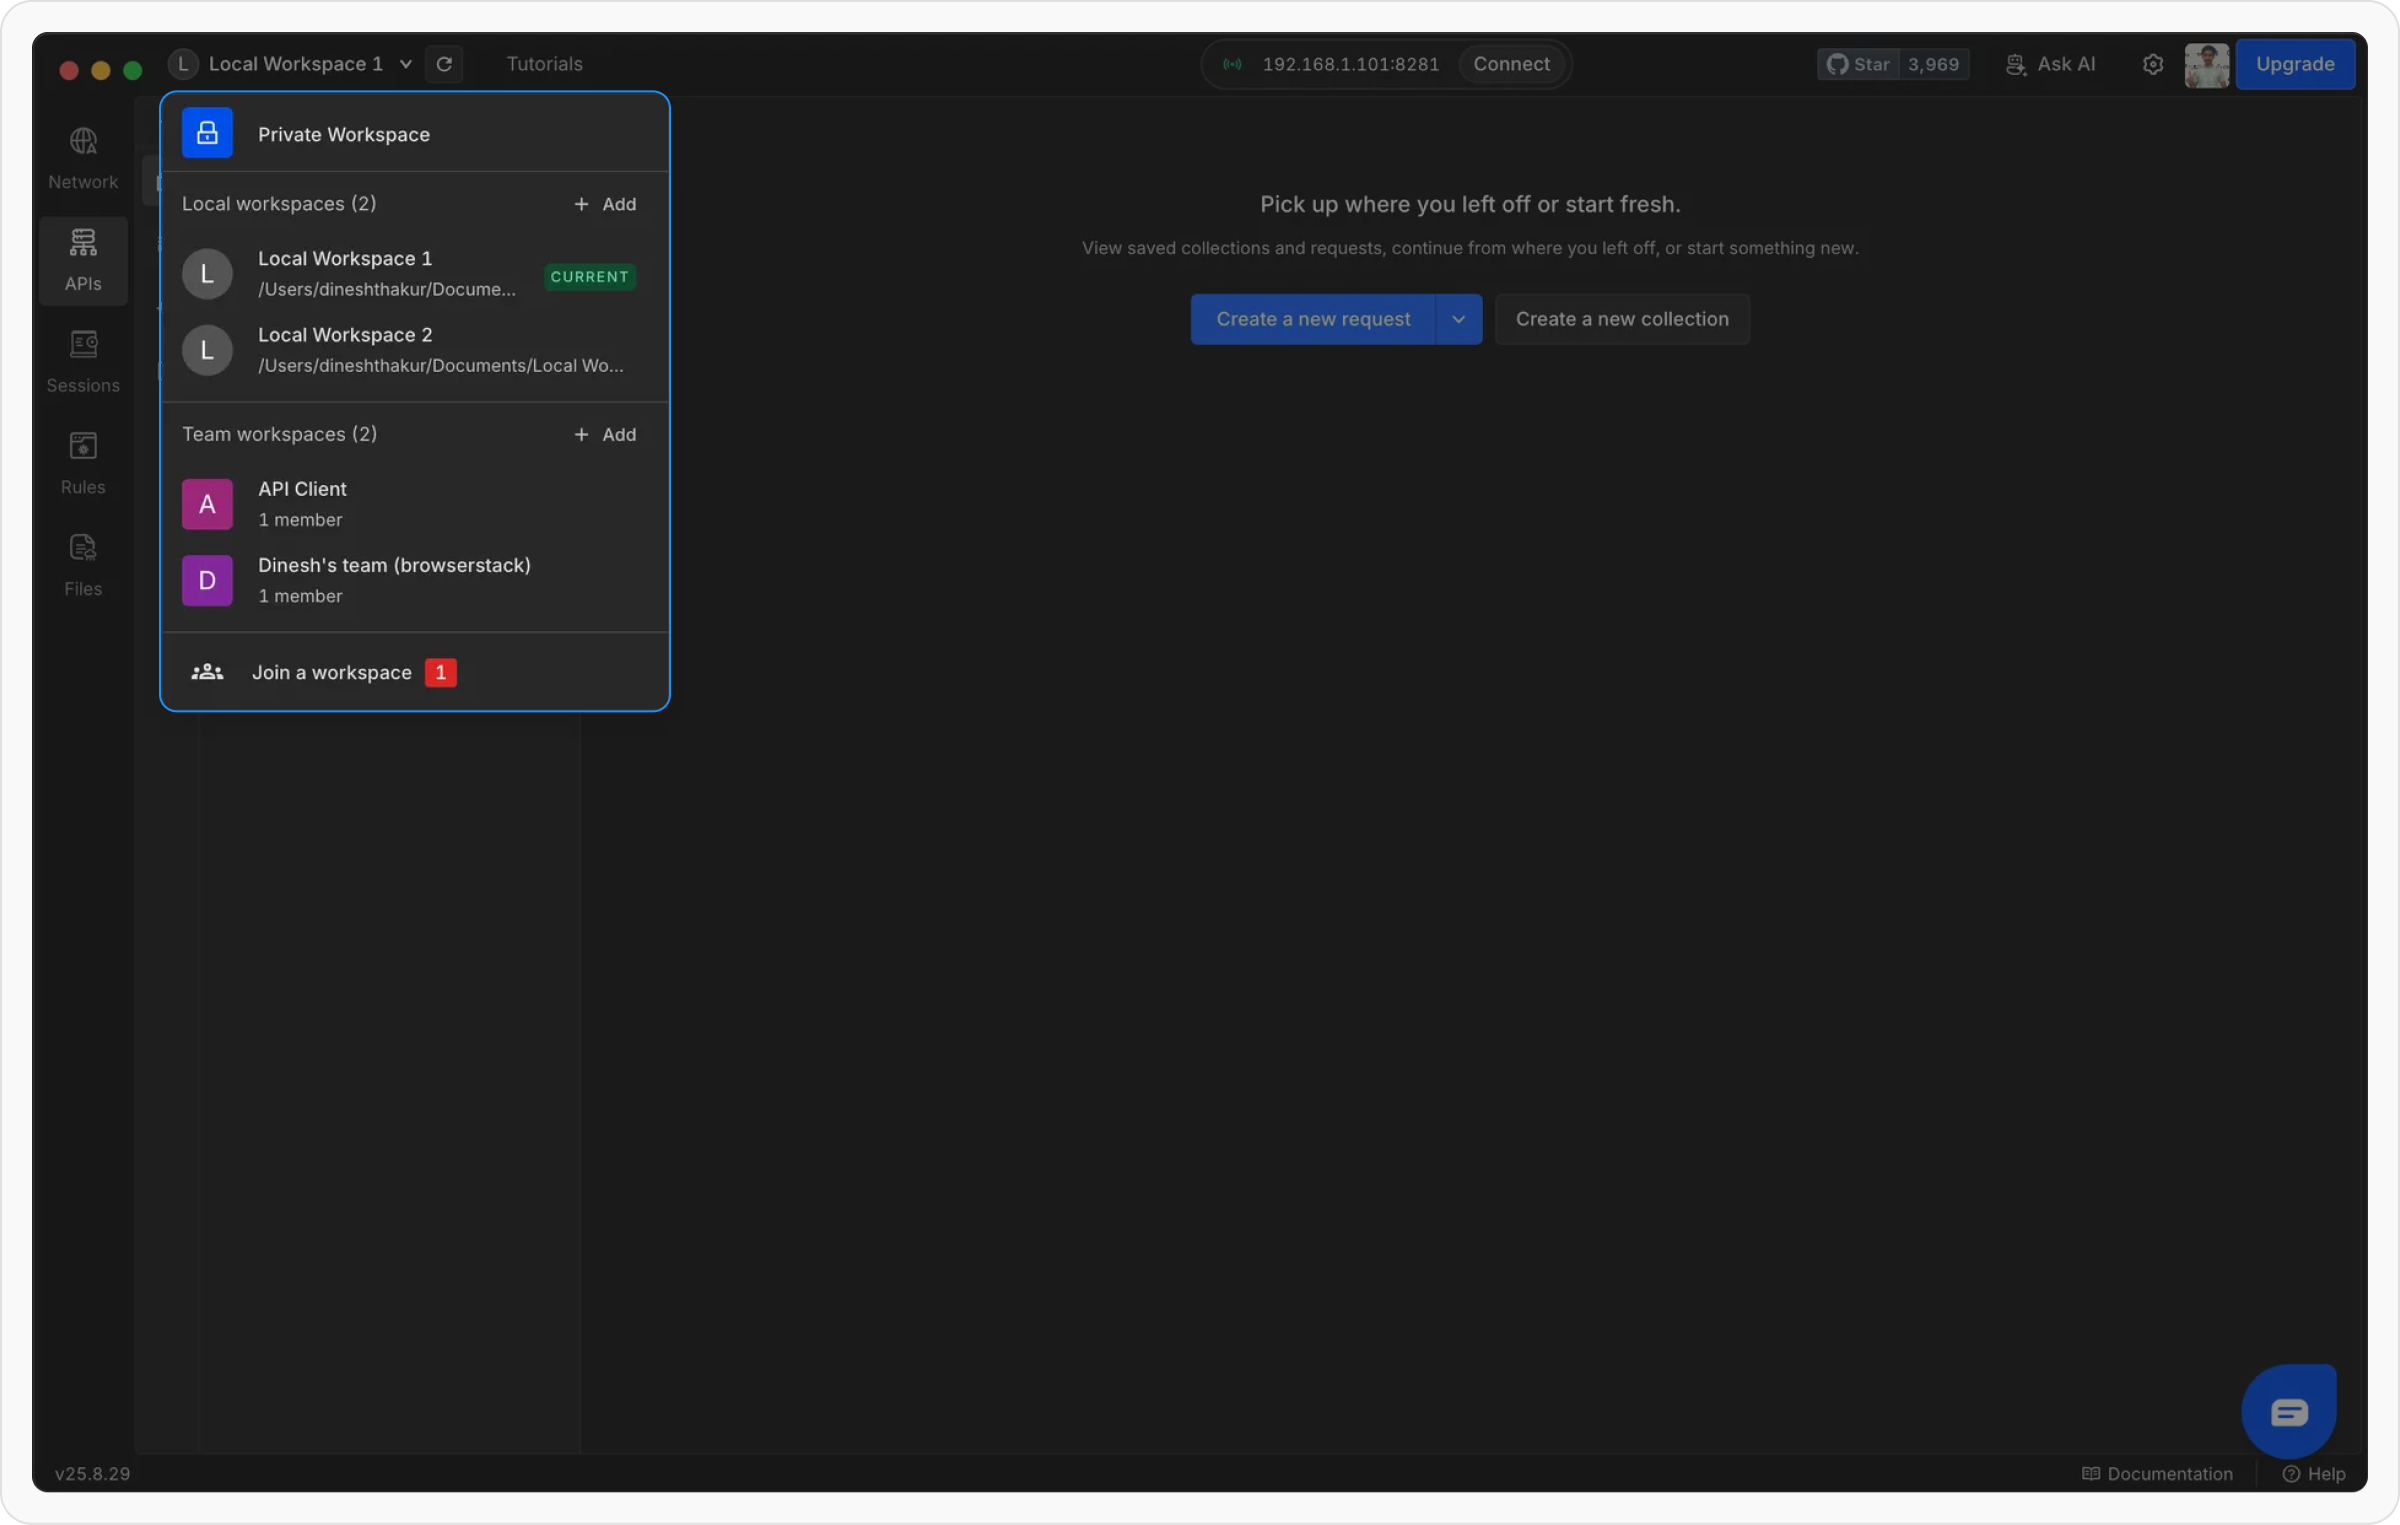 L Local Workspace 1
Tutorials
192.168.1.101:8281 Connect
Star 3,969
Ask AI
Upgrade
Network
APIs
Sessions
Rules
Files
Private Workspace
Local workspaces (2) + Add
L
Local Workspace 1
/Users/dineshthakur/Docume...
CURRENT
L
Local Workspace 2
/Users/dineshthakur/Documents/Local Wo...
Team workspaces (2) + Add
A
API Client
1 member
D
Dinesh's team (browserstack)
1 member
Join a workspace 1
Pick up where you left off or start fresh.
View saved collections and requests, continue from where you left off, or start something new.
Create a new request
Create a new collection
v25.8.29
Documentation
Help